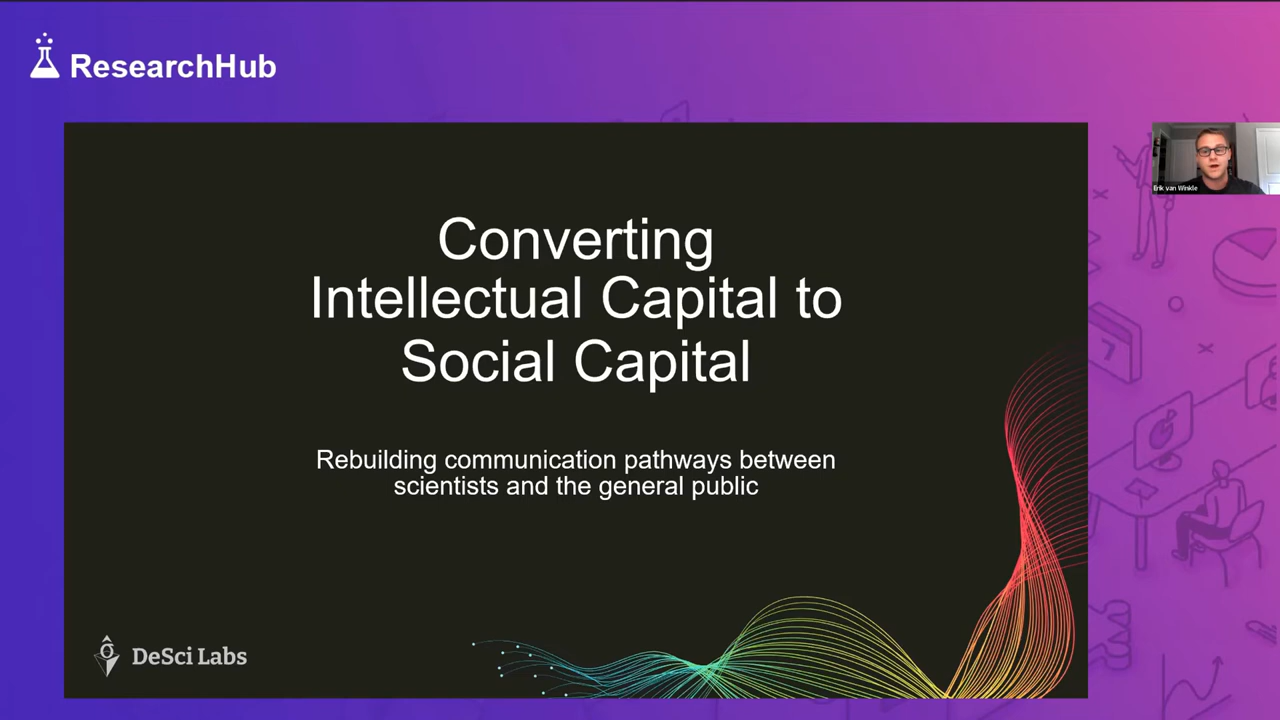 ResearchHub
Converting
Intellectual Capital to
Social Capital
Rebuilding communication pathways between
scientists and the general public
DeSci Labs
Erik van Winkle
7